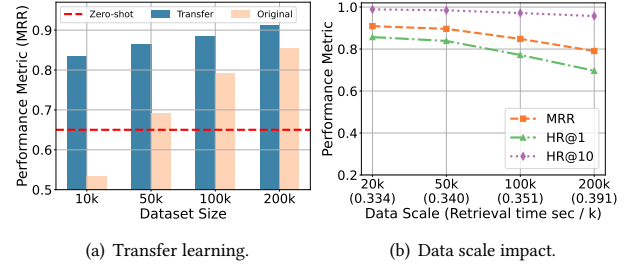 Zero-shot Transfer Original
Performance Metric (MRR)
0.9
0.8
0.7
0.6
0.5
10k 50k 100k 200k
Dataset Size
(a) Transfer learning.
Performance Metric
1.0
0.8
0.6
0.4
0.2
MRR
HR@1
HR@10
20k 50k 100k 200k
(0.334) (0.340) (0.351) (0.391)
Data Scale (Retrieval time sec / k)
(b) Data scale impact.